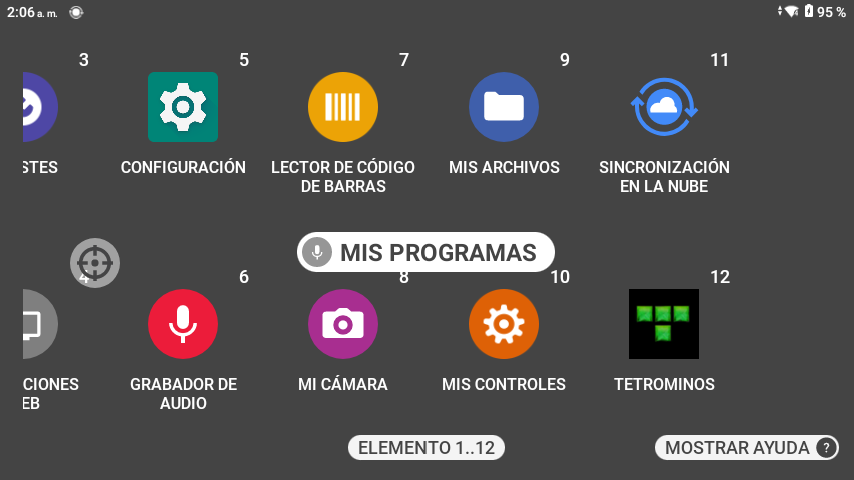 2:06 a. m.
95 %
3
5
7
9
11
STES
CONFIGURACIÓN
LECTOR DE CÓDIGO
DE BARRAS
MIS ARCHIVOS
SINCRONIZACIÓN
EN LA NUBE
MIS PROGRAMAS
4
6
8
10
12
CIONES
EB
GRABADOR DE
AUDIO
MI CÁMARA
MIS CONTROLES
TETROMINOS
ELEMENTO 1..12
MOSTRAR AYUDA ?